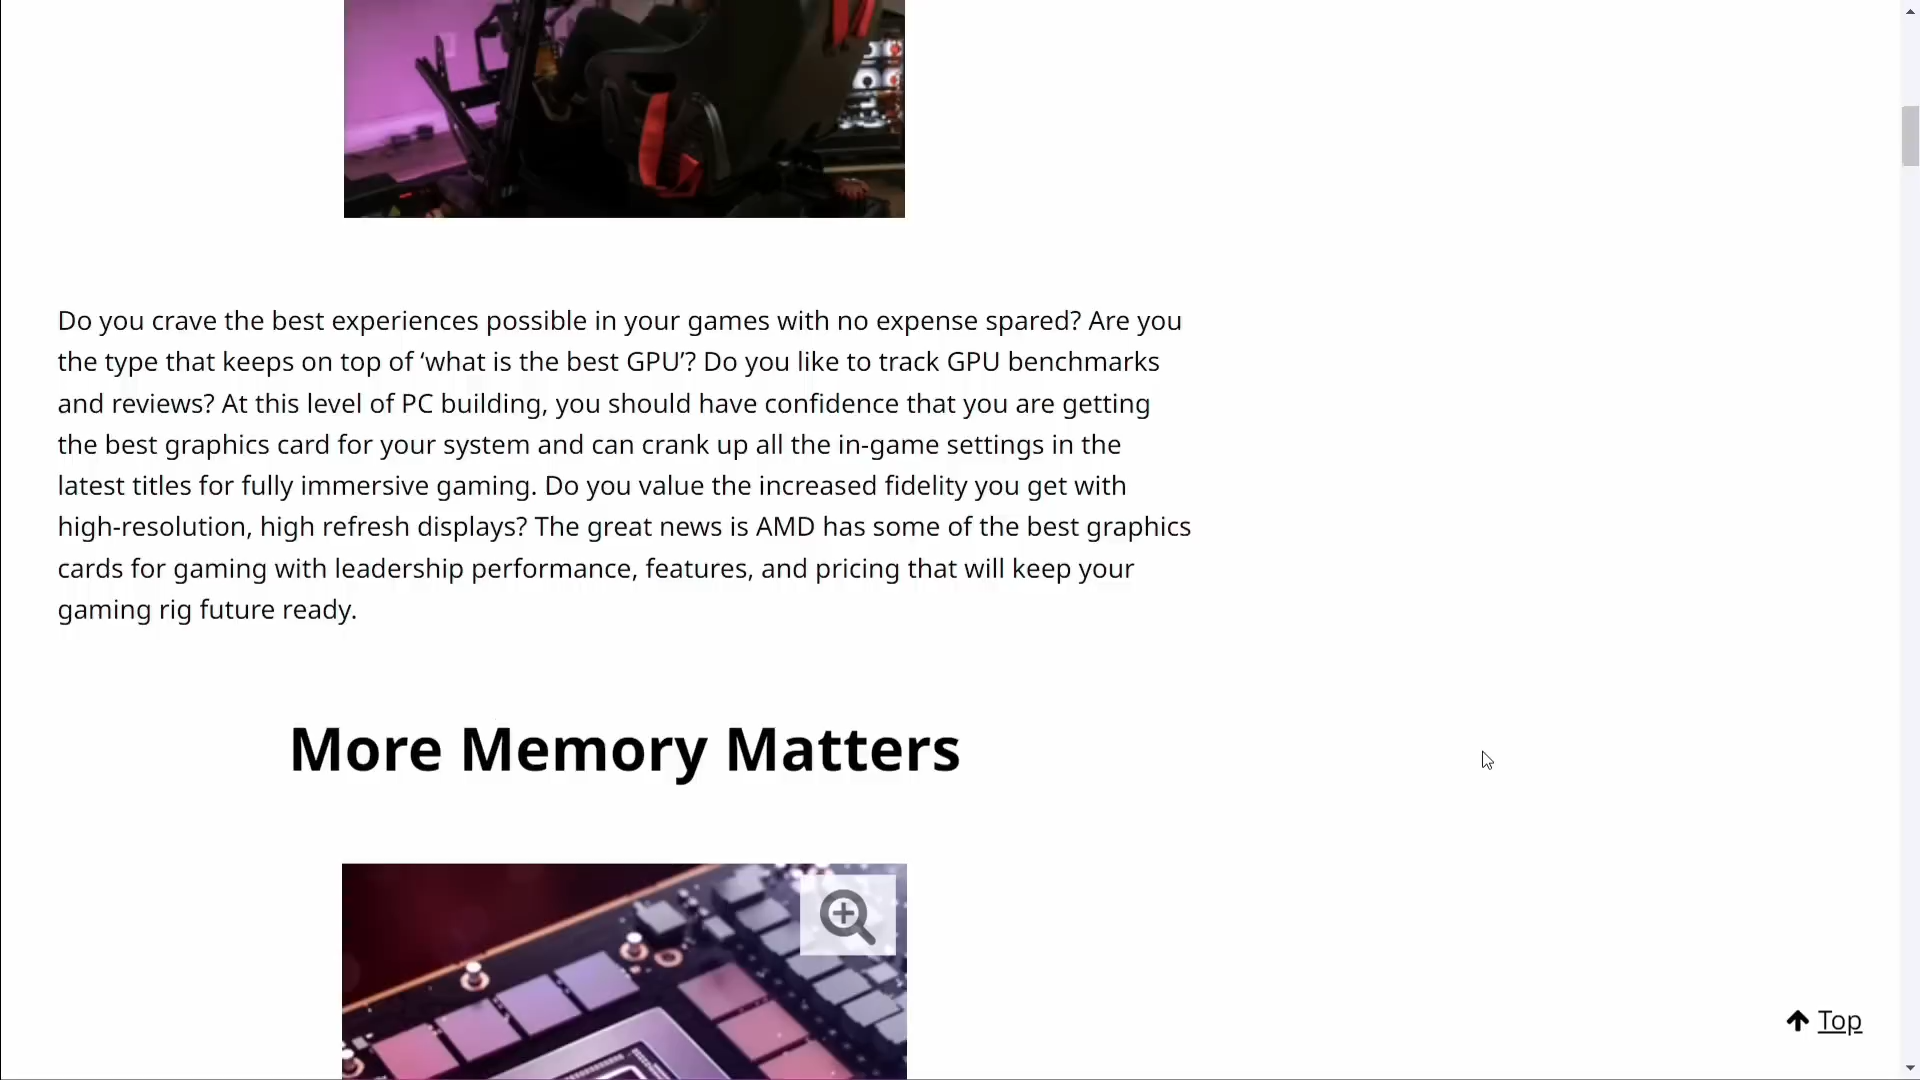 Do you crave the best experiences possible in your games with no expense spared? Are you
the type that keeps on top of ‘what is the best GPU’? Do you like to track GPU benchmarks
and reviews? At this level of PC building, you should have confidence that you are getting
the best graphics card for your system and can crank up all the in-game settings in the
latest titles for fully immersive gaming. Do you value the increased fidelity you get with
high-resolution, high refresh displays? The great news is AMD has some of the best graphics
cards for gaming with leadership performance, features, and pricing that will keep your
gaming rig future ready.
More Memory Matters
Top